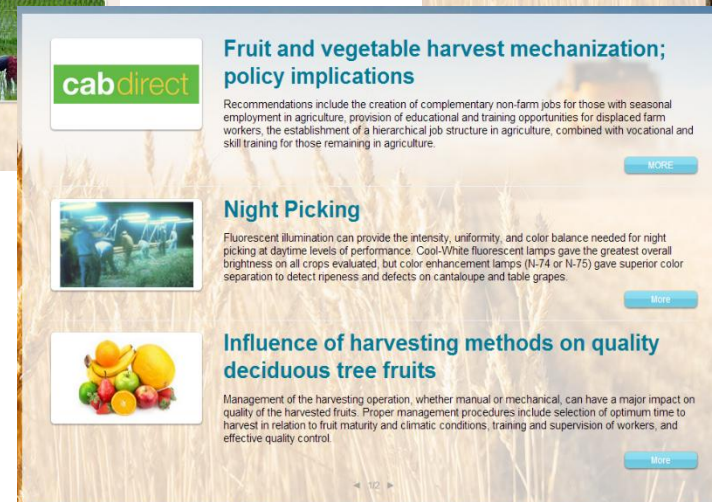 cabdirect
Fruit and vegetable harvest mechanization;
policy implications
Recommendations include the creation of complementary non-farm jobs for those with seasonal
employment in agriculture, provision of educational and training opportunities for displaced farm
workers, the establishment of a hierarchical job structure in agriculture, combined with vocational and
skill training for those remaining in agriculture.
MORE
Night Picking
Fluorescent illumination can provide the intensity, uniformity, and color balance needed for night
picking at daytime levels of performance. Cool-White fluorescent lamps gave the greatest overall
brightness on all crops evaluated, but color enhancement lamps (N-74 or N-75) gave superior color
separation to detect ripeness and defects on cantaloupe and table grapes.
More
Influence of harvesting methods on quality
deciduous tree fruits
Management of the harvesting operation, whether manual or mechanical, can have a major impact on
quality of the harvested fruits. Proper management procedures include selection of optimum time to
harvest in relation to fruit maturity and climatic conditions, training and supervision of workers, and
effective quality control.
More
◄ 1/2 ►